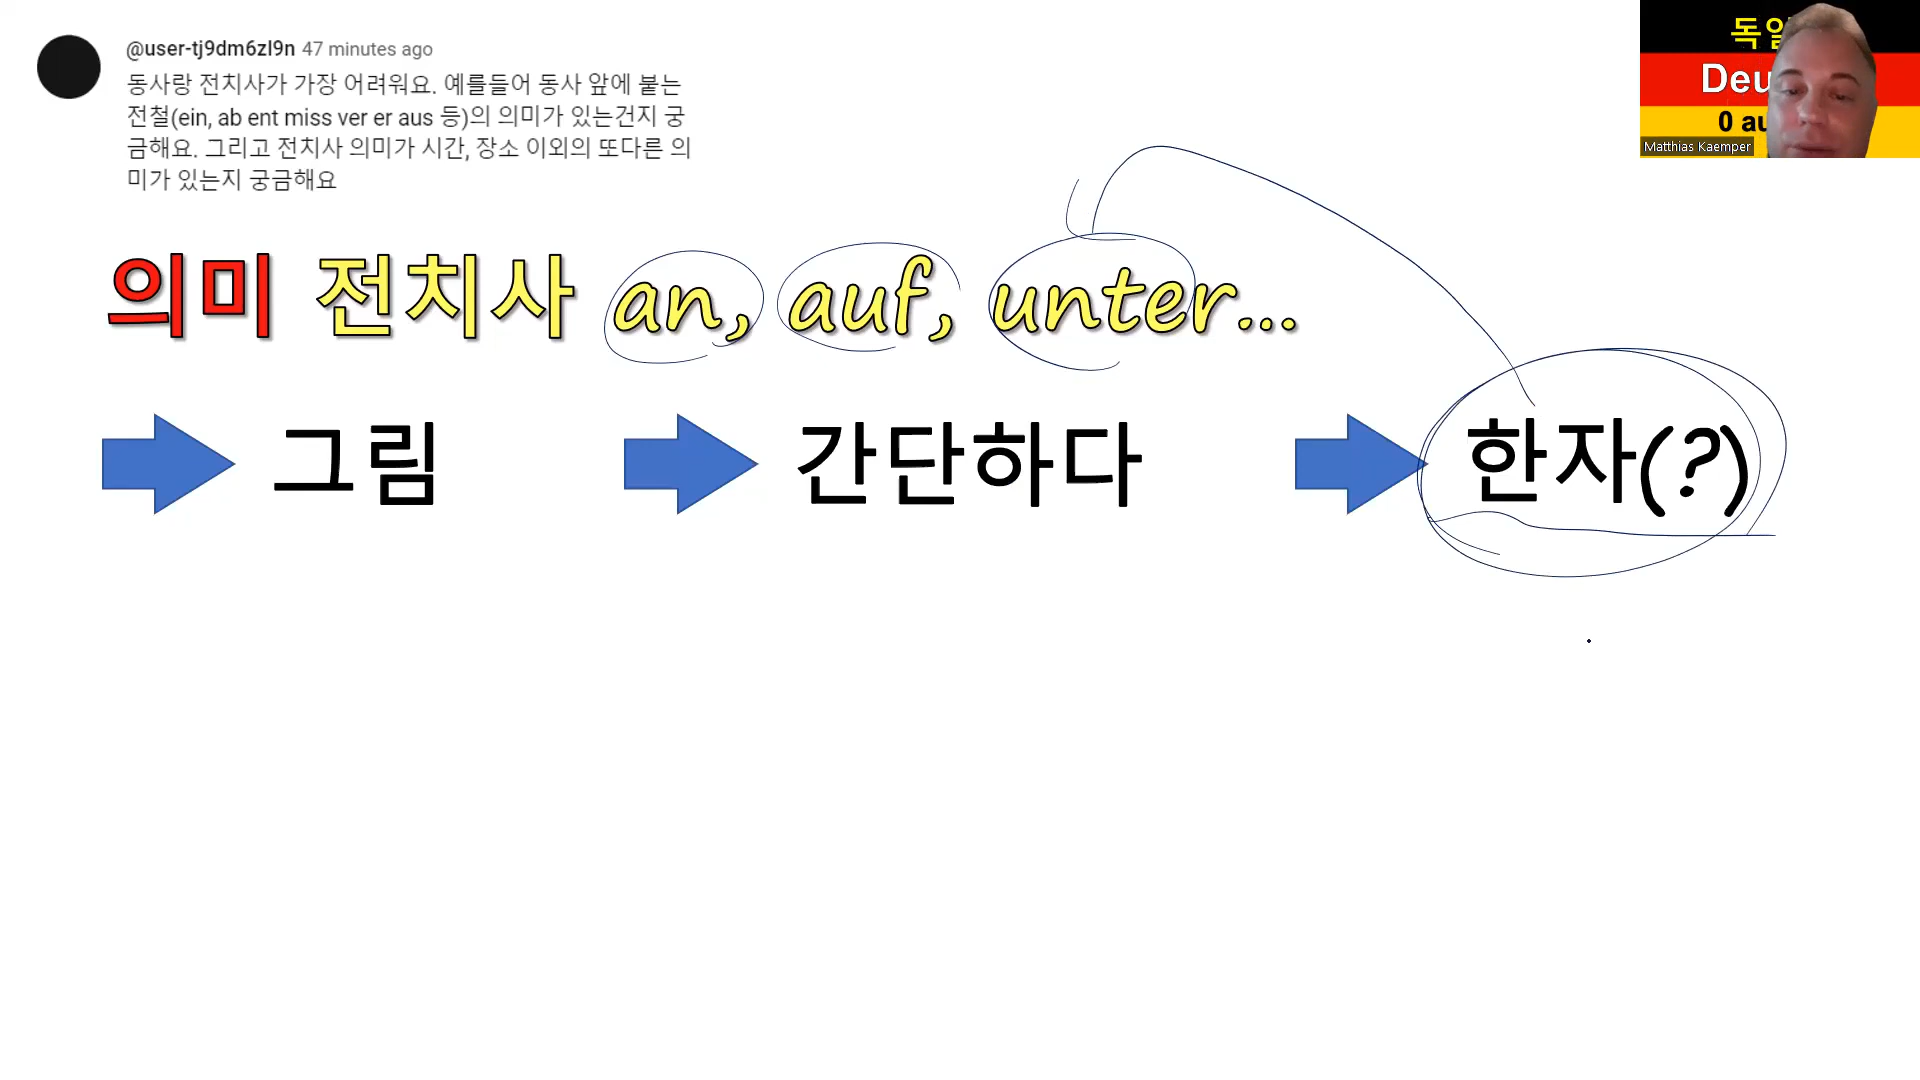 @user-tj9dm6zl9n 47 minutes ago
동사랑 전치사가 가장 어려워요. 예를들어 동사 앞에 붙는
전철(ein, ab ent miss ver er aus 등)의 의미가 있는건지 궁
금해요. 그리고 전치사 의미가 시간, 장소 이외의 또다른 의
미가 있는지 궁금해요
독일
Deu
0 au
Matthias Kaemper
의미 전치사 an, auf, unter...
그림 간단하다 한자(?)